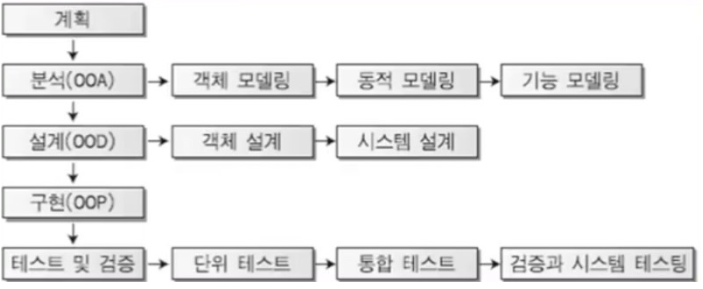 계획
분석(OOA)
객체 모델링
동적 모델링
기능 모델링
설계(OOD)
객체 설계
시스템 설계
구현(OOP)
테스트 및 검증
단위 테스트
통합 테스트
검증과 시스템 테스팅